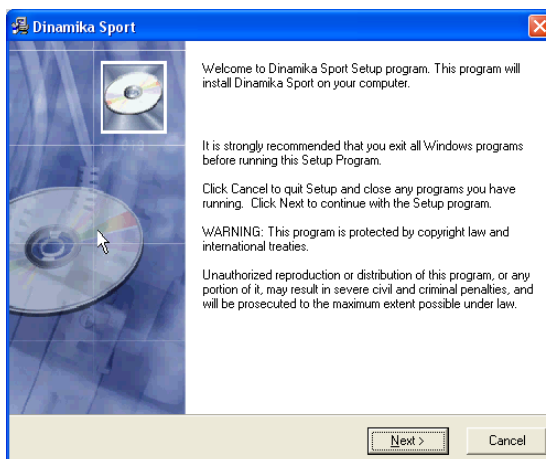 Dinamika Sport
Welcome to Dinamika Sport Setup program. This program will
install Dinamika Sport on your computer.
It is strongly recommended that you exit all Windows programs
before running this Setup Program.
Click Cancel to quit Setup and close any programs you have
running. Click Next to continue with the Setup program.
WARNING: This program is protected by copyright law and
international treaties.
Unauthorized reproduction or distribution of this program, or any
portion of it, may result in severe civil and criminal penalties, and
will be prosecuted to the maximum extent possible under law.
Next >
Cancel